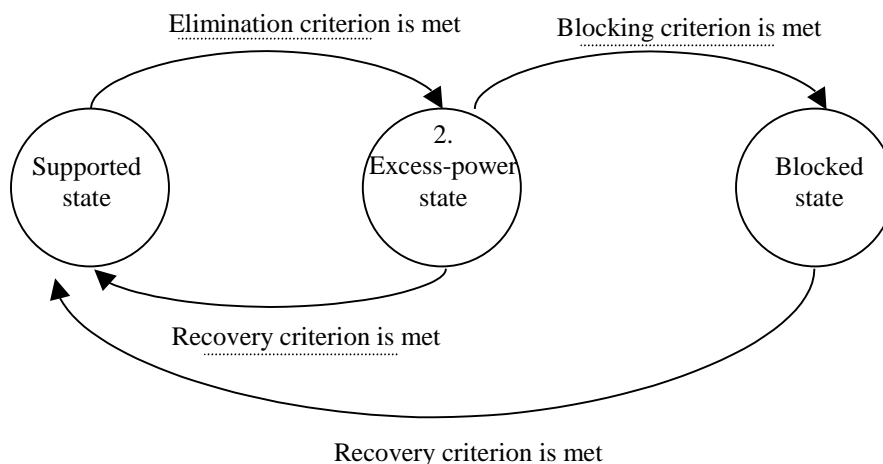 Elimination criterion is met
Blocking criterion is met
Supported
state
2.
Excess-power
state
Blocked
state
Recovery criterion is met
Recovery criterion is met